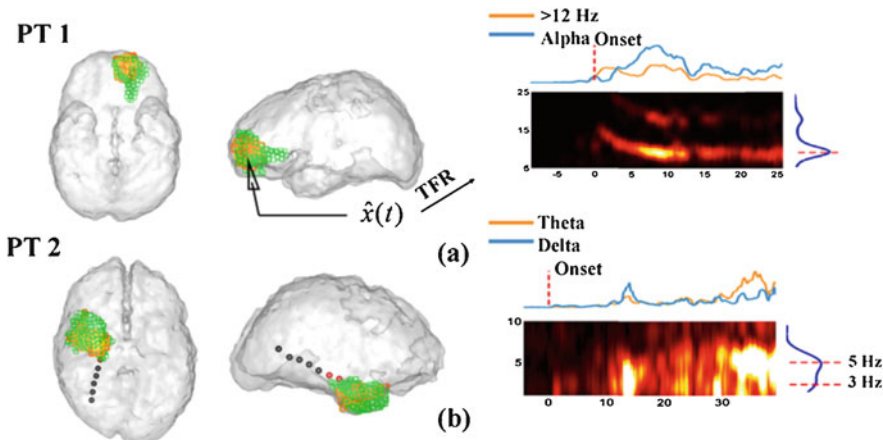 PT 1
>12 Hz
Alpha Onset
25
15
5
-5 0 5 10 15 20 25
x̂(t)
TFR
(a)
PT 2
Theta
Delta
Onset
10
5
5 Hz
3 Hz
0 10 20 30
(b)